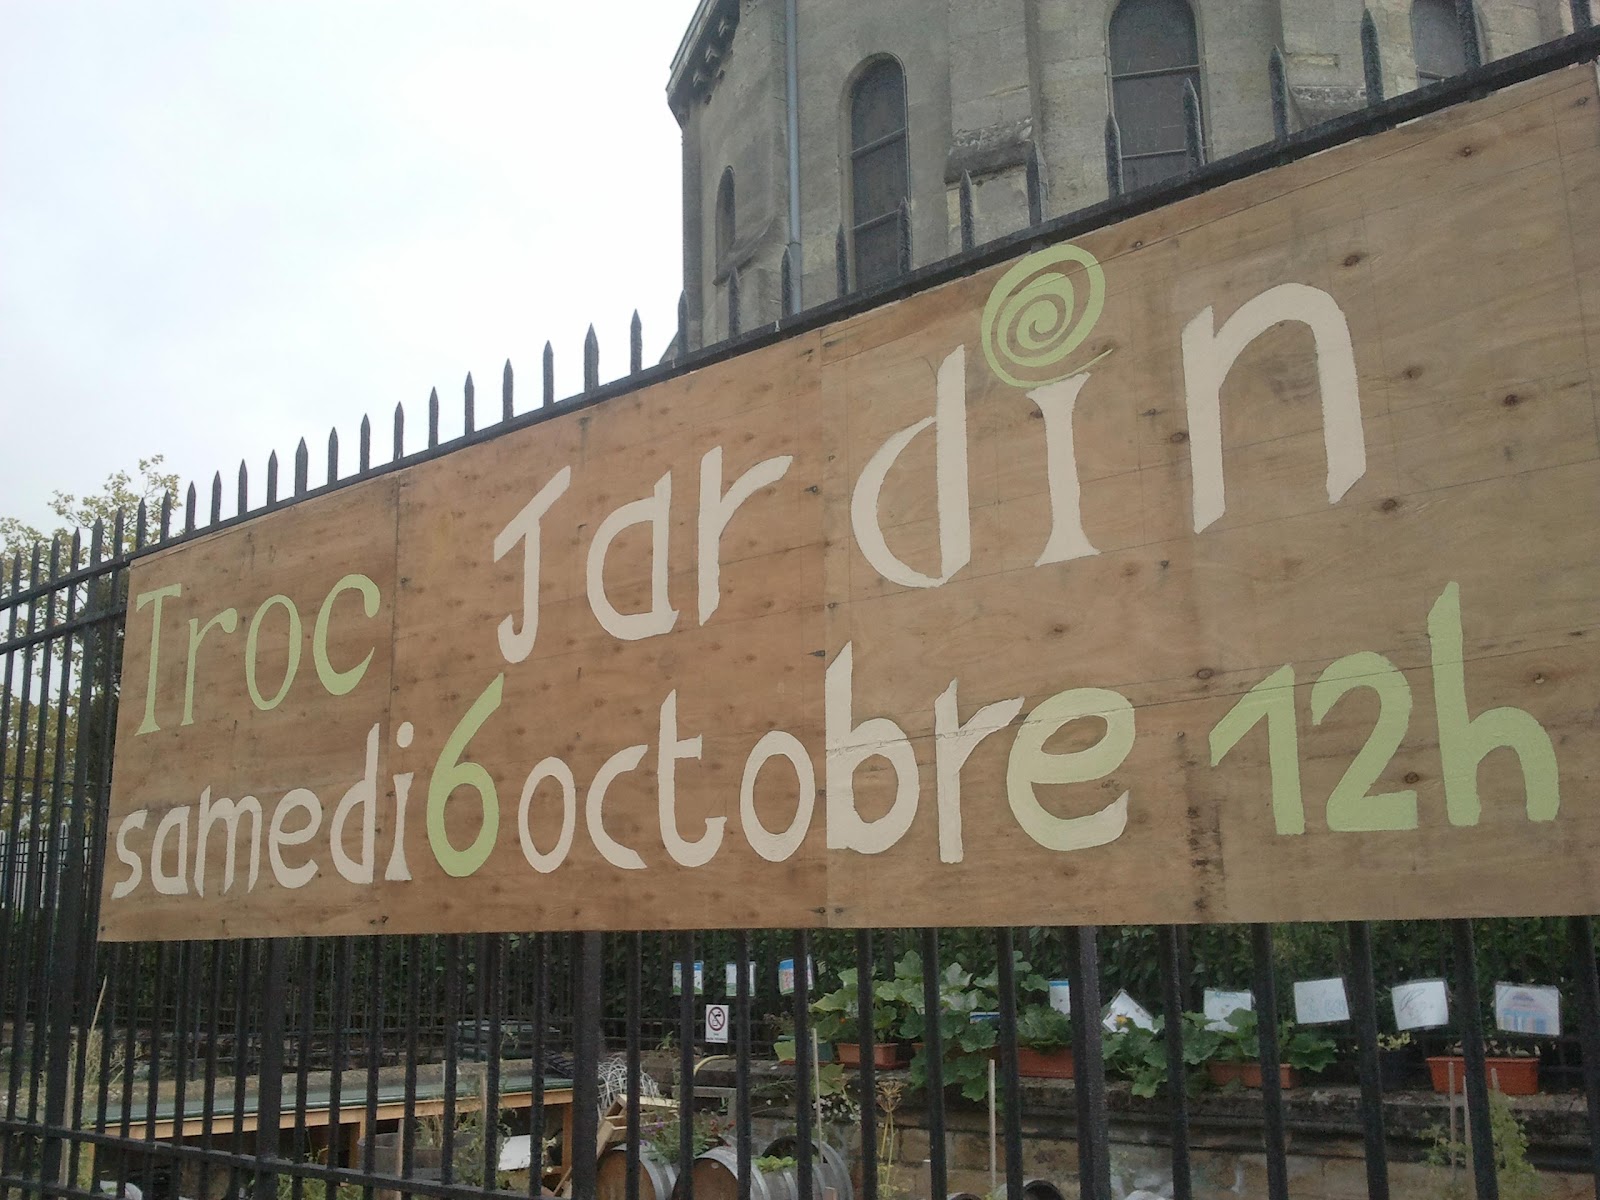 Troc Jardin
samedi 6 octobre 12h